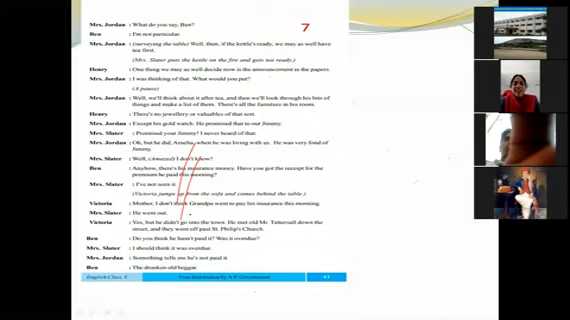 7
Mrs. Jordan : What do you say, Ben?
Ben : I'm not particular.
Mrs. Jordan : (surveying the table) Well, then, if the kettle's ready, we may as well have
tea first.
(Mrs. Slater puts the kettle on the fire and gets tea ready.)
Henry : One thing we may as well decide now is the announcement in the papers.
Mrs. Jordan : I was thinking of that. What would you put?
(A pause)
Mrs. Jordan : Well, we'll think about it after tea, and then we'll look through his bits of
things and make a list of them. There's all the furniture in his room.
Henry : There's no jewellery or valuables of that sort.
Mrs. Jordan : Except his gold watch. He promised that to our Jimmy.
Mrs. Slater : Promised your Jimmy! I never heard of that.
Mrs. Jordan : Oh, but he did, Amelia, when he was living with us. He was very fond of
Jimmy.
Mrs. Slater : Well, (Amazed) I don't know?
Ben : Anyhow, there's his insurance money. Have you got the receipt for the
premium he paid this morning?
Mrs. Slater : I've not seen it.
(Victoria jumps up from the sofa and comes behind the table.)
Victoria : Mother, I don't think Grandpa went to pay his insurance this morning.
Mrs. Slater : He went out.
Victoria : Yes, but he didn't go into the town. He met old Mr. Tattersall down the
street, and they went off past St. Philip's Church.
Ben : Do you think he hasn't paid it? Was it overdue?
Mrs. Slater : I should think it was overdue.
Mrs. Jordan : Something tells me he's not paid it.
Ben : The drunken old beggar.
English Class X Free distribution by A.P. Government 41